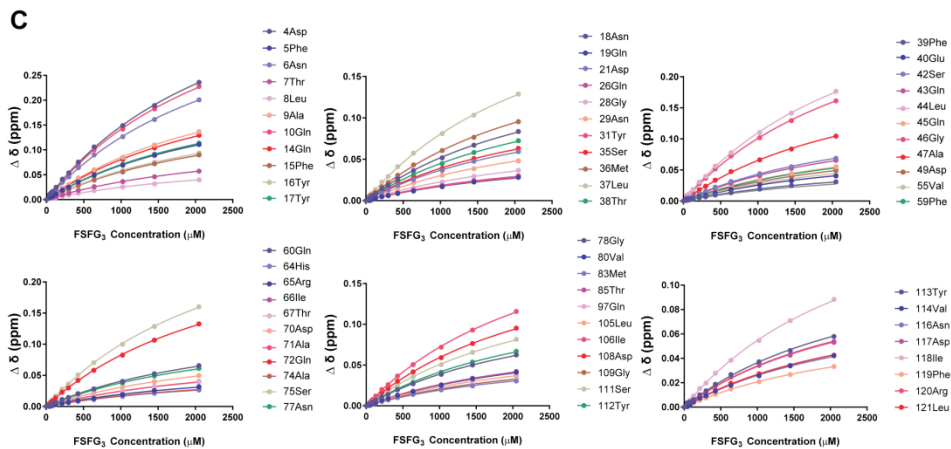 C
Δ δ (ppm)
0.25
0.20
0.15
0.10
0.05
0.00
0 500 1000 1500 2000 2500
FSFG3 Concentration (μM)
4Asp
5Phe
6Asn
7Thr
8Leu
9Ala
10Gln
14Gln
15Phe
16Tyr
17Tyr
Δ δ (ppm)
0.15
0.10
0.05
0.00
0 500 1000 1500 2000 2500
FSFG3 Concentration (μM)
18Asn
19Gln
21Asp
26Gln
28Gly
29Asn
31Tyr
35Ser
36Met
37Leu
38Thr
Δ δ (ppm)
0.20
0.15
0.10
0.05
0.00
0 500 1000 1500 2000 2500
FSFG3 Concentration (μM)
39Phe
40Glu
42Ser
43Gln
44Leu
45Gln
46Gly
47Ala
49Asp
55Val
59Phe
Δ δ (ppm)
0.20
0.15
0.10
0.05
0.00
0 500 1000 1500 2000 2500
FSFG3 Concentration (μM)
60Gln
64His
65Arg
66Ile
67Thr
70Asp
71Ala
72Gln
74Ala
75Ser
77Asn
Δ δ (ppm)
0.15
0.10
0.05
0.00
0 500 1000 1500 2000 2500
FSFG3 Concentration (μM)
78Gly
80Val
83Met
85Thr
97Gln
105Leu
106Ile
108Asp
109Gly
111Ser
112Tyr
Δ δ (ppm)
0.10
0.08
0.06
0.04
0.02
0.00
0 500 1000 1500 2000 2500
FSFG3 Concentration (μM)
113Tyr
114Val
116Asn
117Asp
118Ile
119Phe
120Arg
121Leu